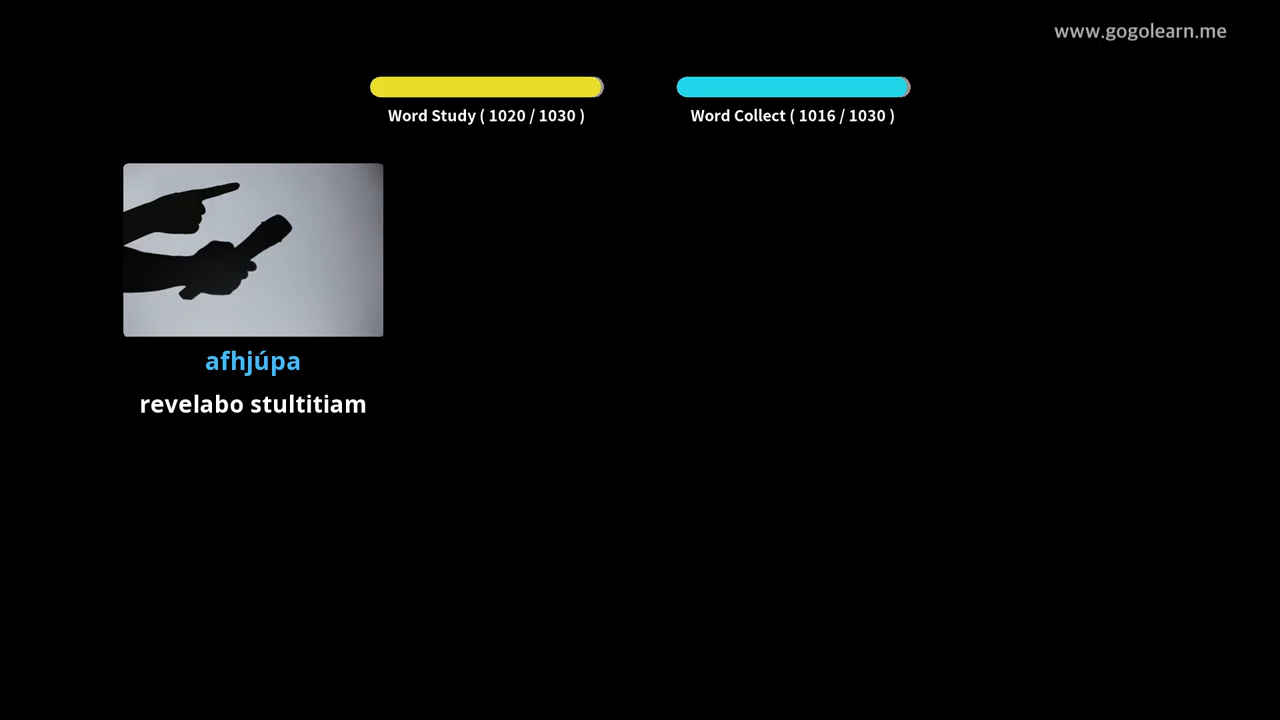 www.gogolearn.me
Word Study ( 1020 / 1030 )
Word Collect ( 1016 / 1030 )
afhjúpa
revelabo stultitiam